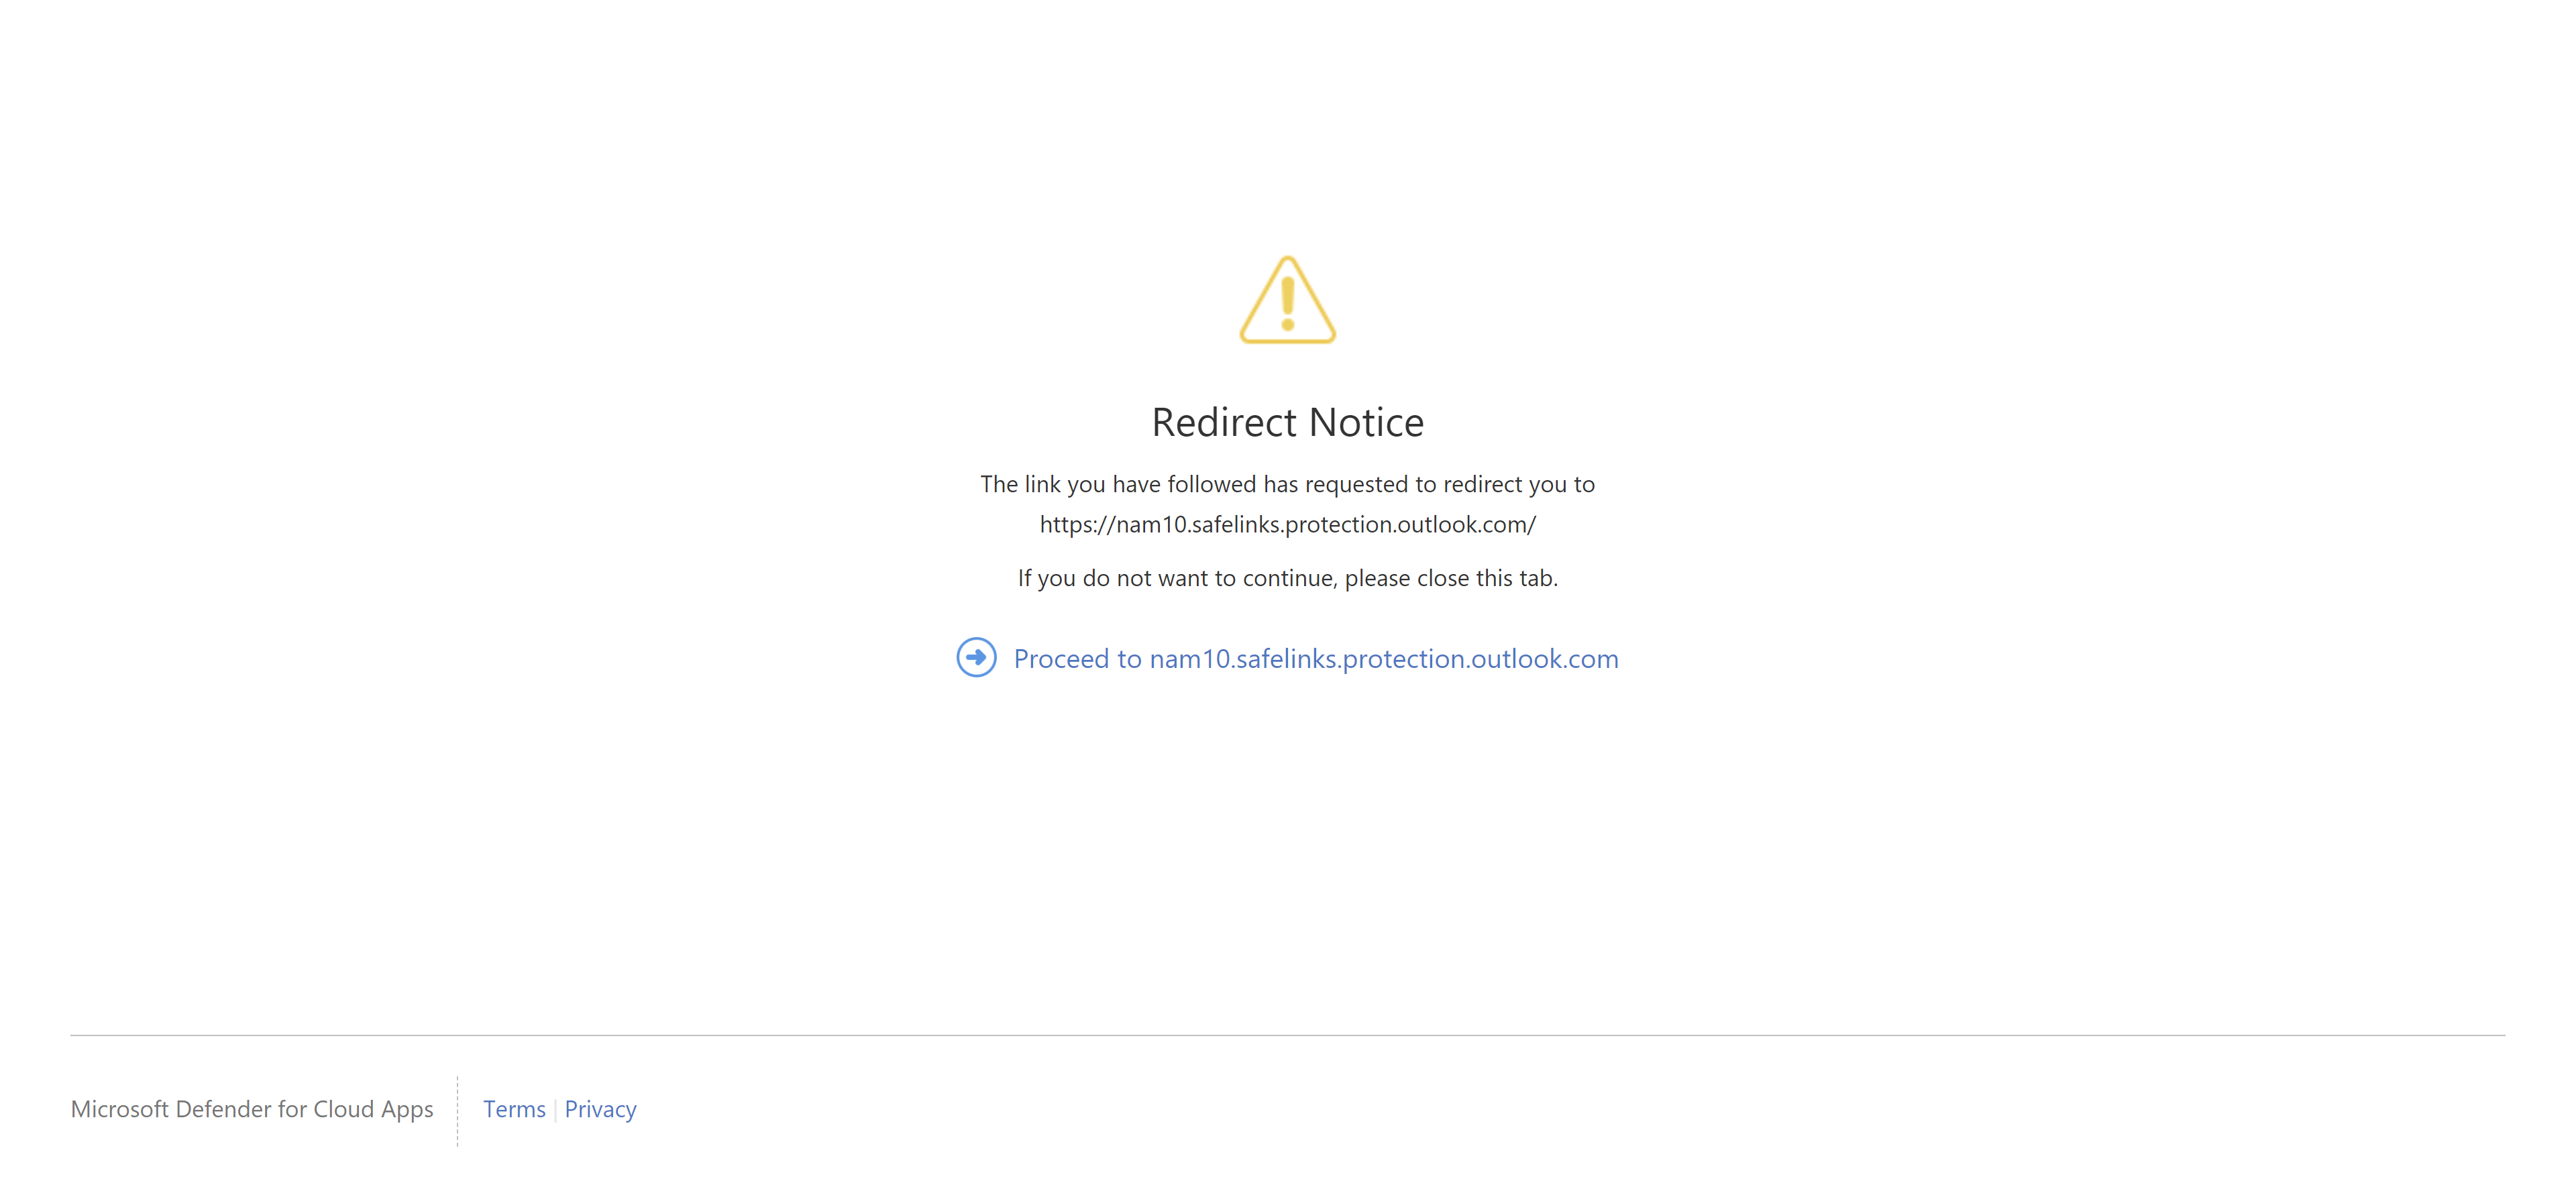 Redirect Notice
The link you have followed has requested to redirect you to
https://nam10.safelinks.protection.outlook.com/
If you do not want to continue, please close this tab.
Proceed to nam10.safelinks.protection.outlook.com
Microsoft Defender for Cloud Apps
Terms | Privacy